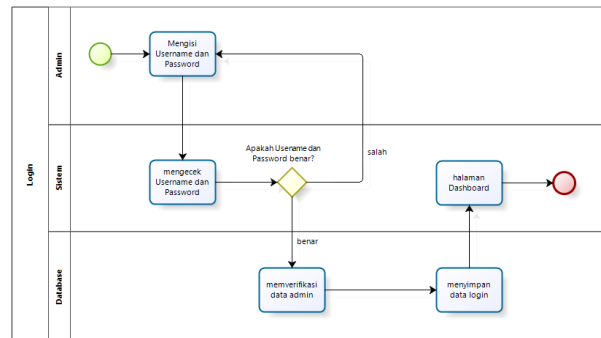 Login
Admin
Mengisi
Username dan
Password
Sistem
mengecek
Username dan
Password
Apakah Usename dan
Password benar?
salah
benar
halaman
Dashboard
Database
memverifikasi
data admin
menyimpan
data login